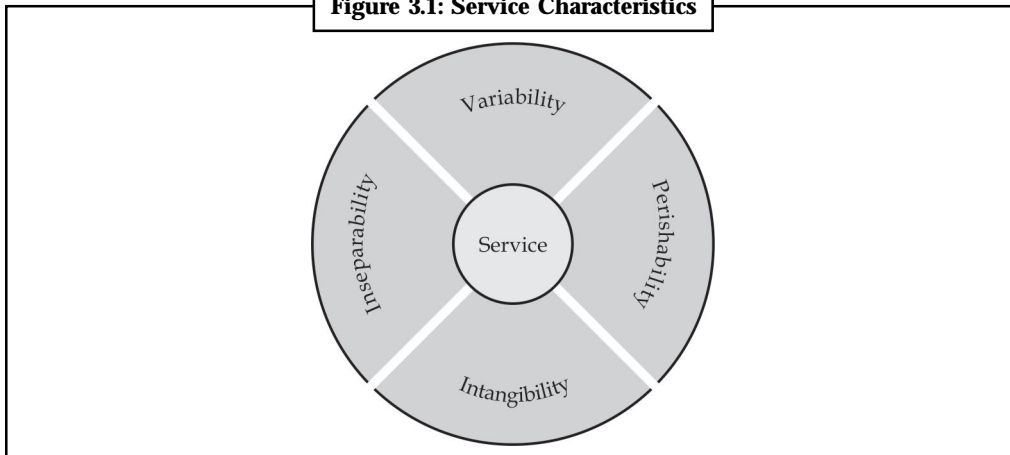 Figure 3.1: Service Characteristics
Variability
Inseparability
Service
Perishability
Intangibility